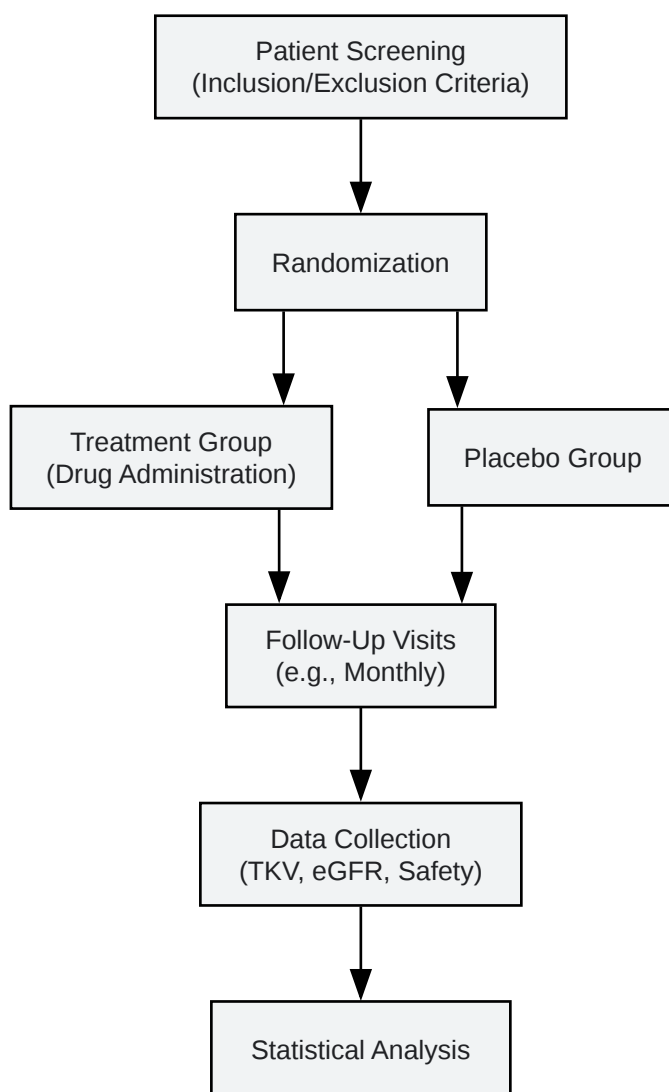 Patient Screening
(Inclusion/Exclusion Criteria)
Randomization
Treatment Group
(Drug Administration)
Placebo Group
Follow-Up Visits
(e.g., Monthly)
Data Collection
(TKV, eGFR, Safety)
Statistical Analysis